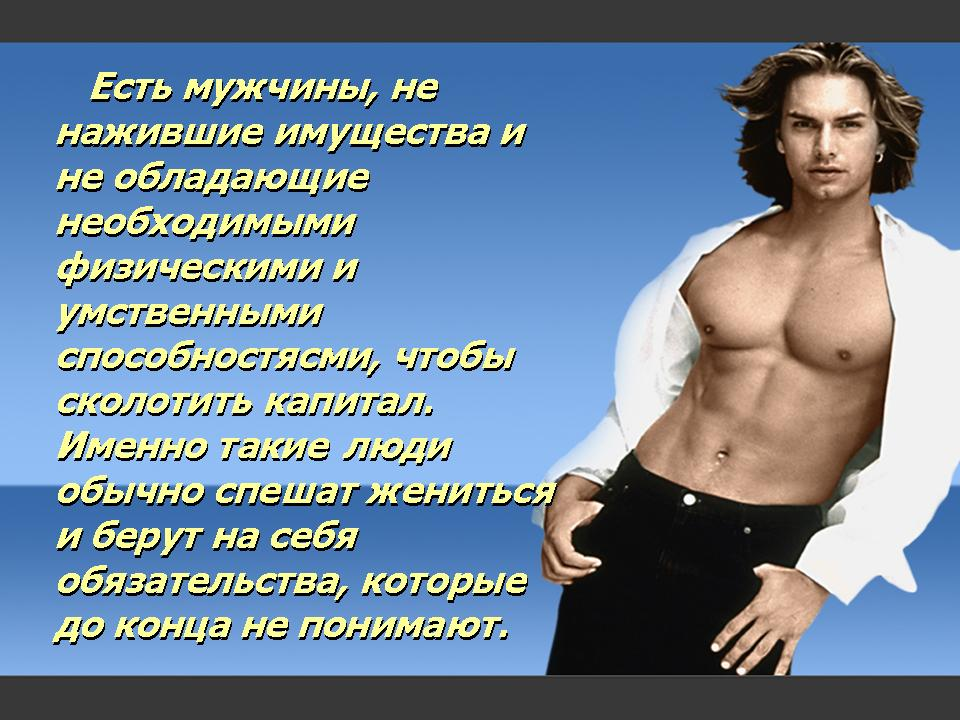 Есть мужчины, не
нажившие имущества и
не обладающие
необходимыми
физическими и
умственными
способностясми, чтобы
сколотить капитал.
Именно такие люди
обычно спешат жениться
и берут на себя
обязательства, которые
до конца не понимают.